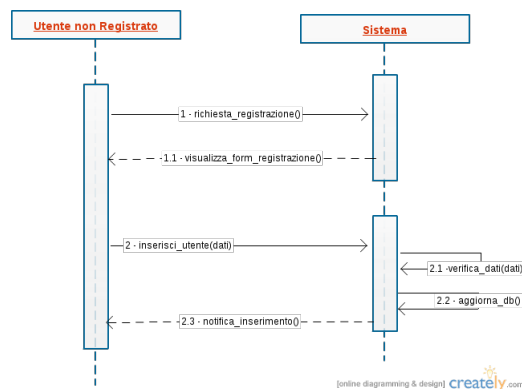 Utente non Registrato
Sistema
1 - richiesta_registrazione()
1.1 - visualizza_form_registrazione()
2 - inserisci_utente(dati)
2.1 -verifica_dati(dati)
2.2 - aggiorna_db()
2.3 - notifica_inserimento()
[online diagramming & design] creately.com